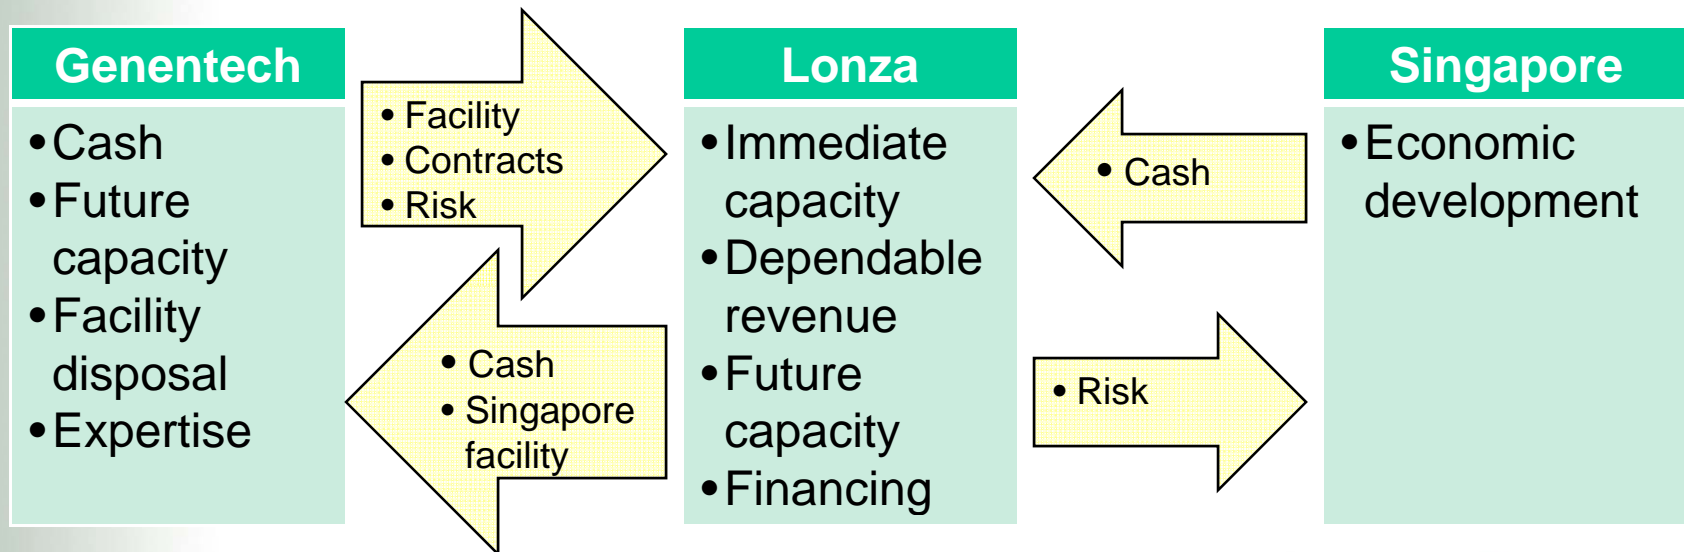 Genentech
•Cash
•Future
capacity
•Facility
disposal
•Expertise
• Facility
• Contracts
• Risk
• Cash
• Singapore
facility
Lonza
•Immediate
capacity
•Dependable
revenue
•Future
capacity
•Financing
• Cash
• Risk
Singapore
•Economic
development